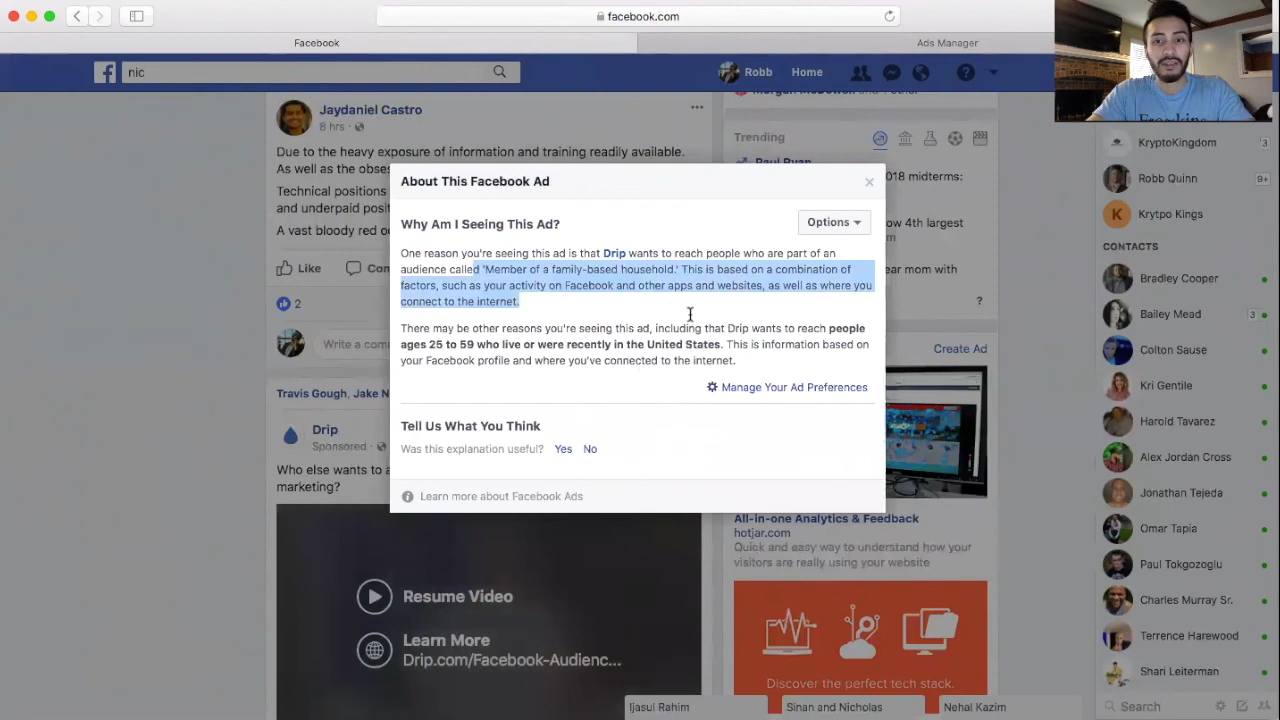 facebook.com
Facebook
Ads Manager
nic
Robb
Home
Jaydaniel Castro
8 hrs ·
Due to the heavy exposure of information and training readily available.
As well as the obse
Technical positions
and underpaid posit
A vast bloody red oc
Like
Com
2
Write a com
Travis Gough, Jake N
Drip
Sponsored ·
Who else wants to a
marketing?
Resume Video
Learn More
Drip.com/Facebook-Audienc...
About This Facebook Ad
Why Am I Seeing This Ad?
Options
One reason you're seeing this ad is that Drip wants to reach people who are part of an
audience called 'Member of a family-based household.' This is based on a combination of
factors, such as your activity on Facebook and other apps and websites, as well as where you
connect to the internet.
There may be other reasons you're seeing this ad, including that Drip wants to reach people
ages 25 to 59 who live or were recently in the United States. This is information based on
your Facebook profile and where you've connected to the internet.
Manage Your Ad Preferences
Tell Us What You Think
Was this explanation useful? Yes No
Learn more about Facebook Ads
Trending
Paul Ryan
018 midterms:
ow 4th largest
ear mom with
?
Create Ad
All-in-one Analytics & Feedback
hotjar.com
Quick and easy way to understand how your
visitors are really using your website
Discover the perfect tech stack.
KryptoKingdom
3
Robb Quinn
9+
K
Krytpo Kings
CONTACTS
Bradley Cooper
Bailey Mead
3
Colton Sause
Kri Gentile
Harold Tavarez
Alex Jordan Cross
Jonathan Tejeda
Omar Tapia
Paul Tokgozoglu
Charles Murray Sr.
Terrence Harewood
Shari Leiterman
Search
Ijasul Rahim
Sinan and Nicholas
Nehal Kazim